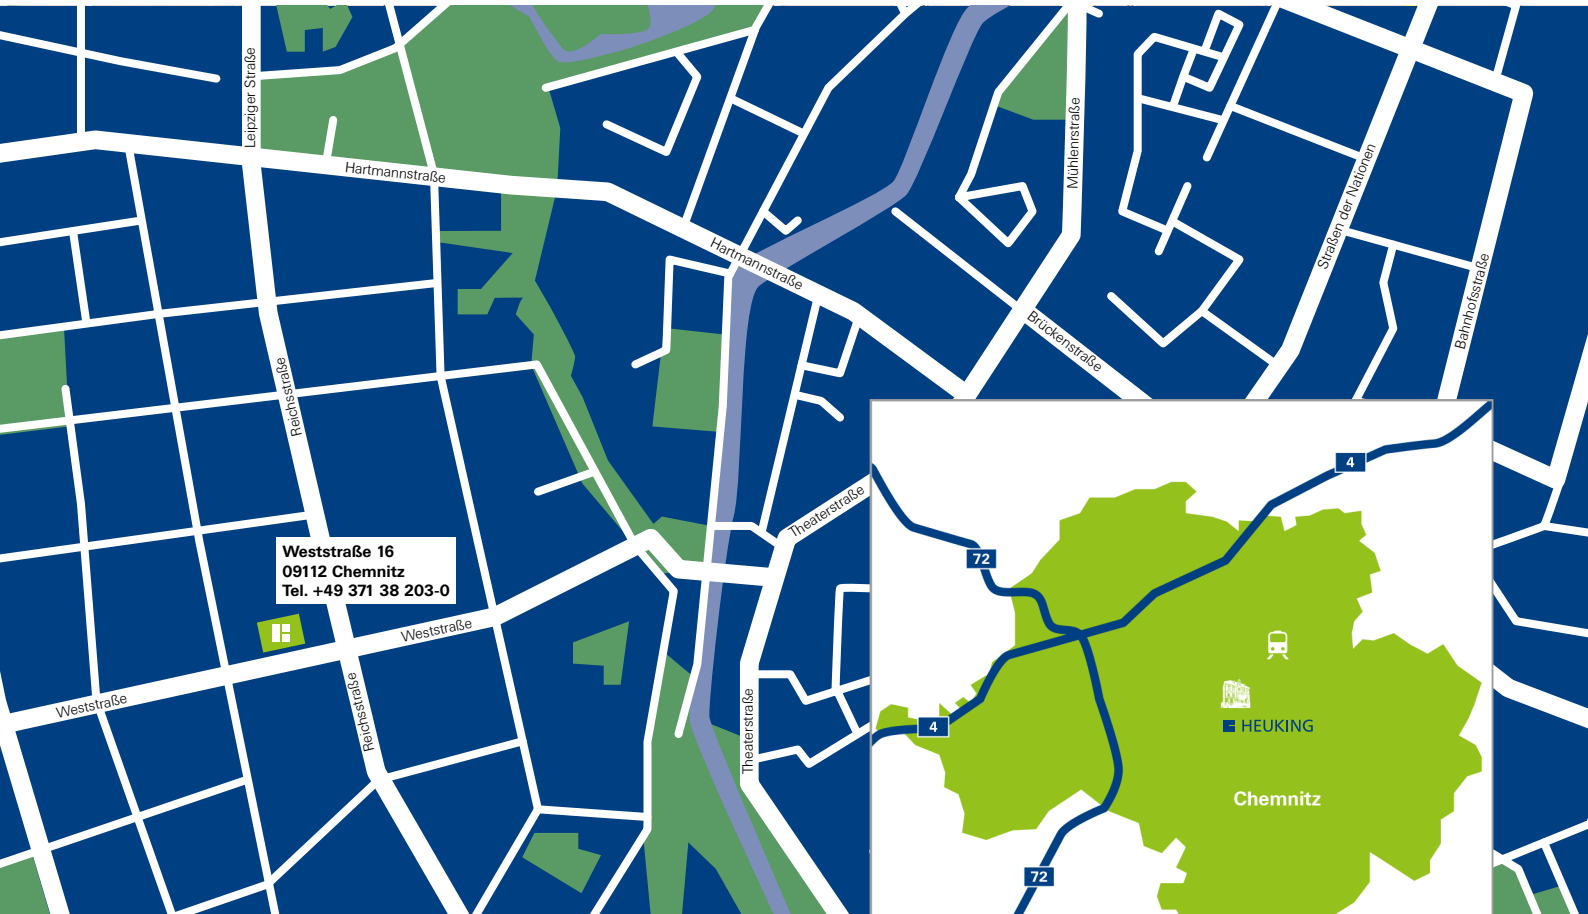 Leipziger Straße
Hartmannstraße
Hartmannstraße
Mühlenrstraße
Straßen der Nationen
Bahnhofsstraße
Brückenstraße
Reichsstraße
Theaterstraße
Weststraße 16
09112 Chemnitz
Tel. +49 371 38 203-0
Weststraße
Weststraße
Reichsstraße
Theaterstraße
4
72
4
HEUKING
Chemnitz
72